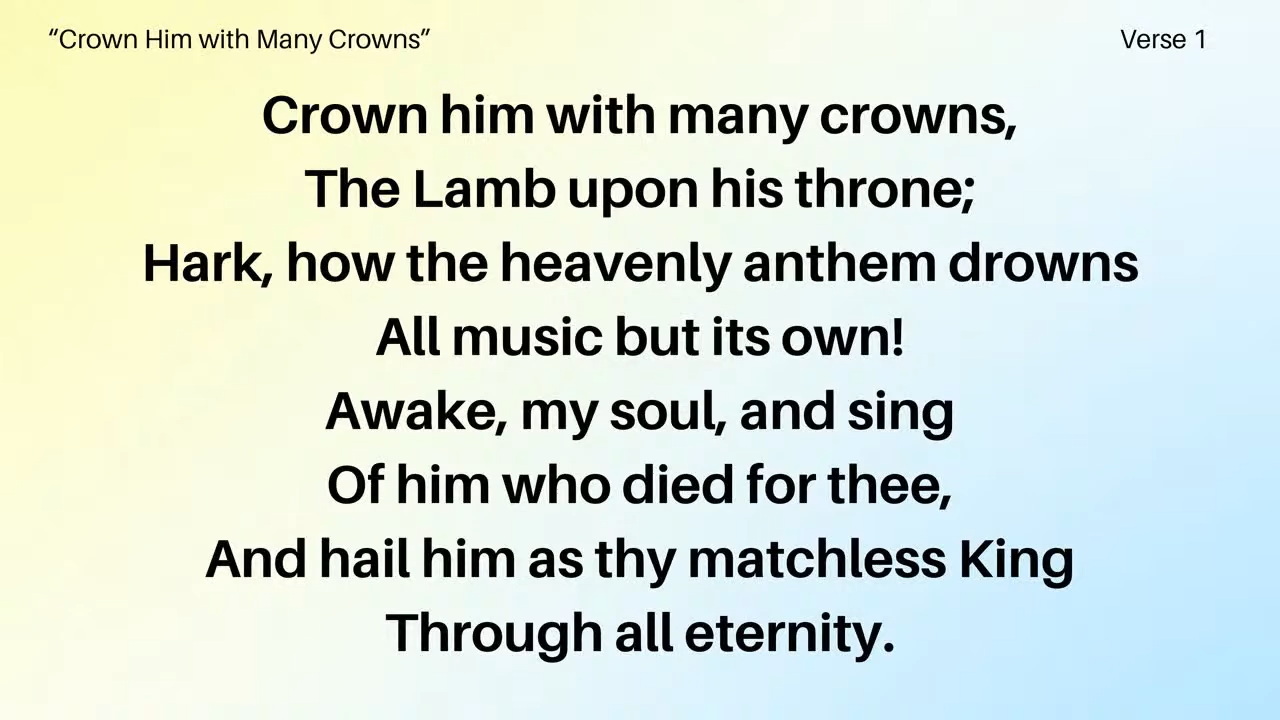 “Crown Him with Many Crowns”
Verse 1
Crown him with many crowns,
The Lamb upon his throne;
Hark, how the heavenly anthem drowns
All music but its own!
Awake, my soul, and sing
Of him who died for thee,
And hail him as thy matchless King
Through all eternity.